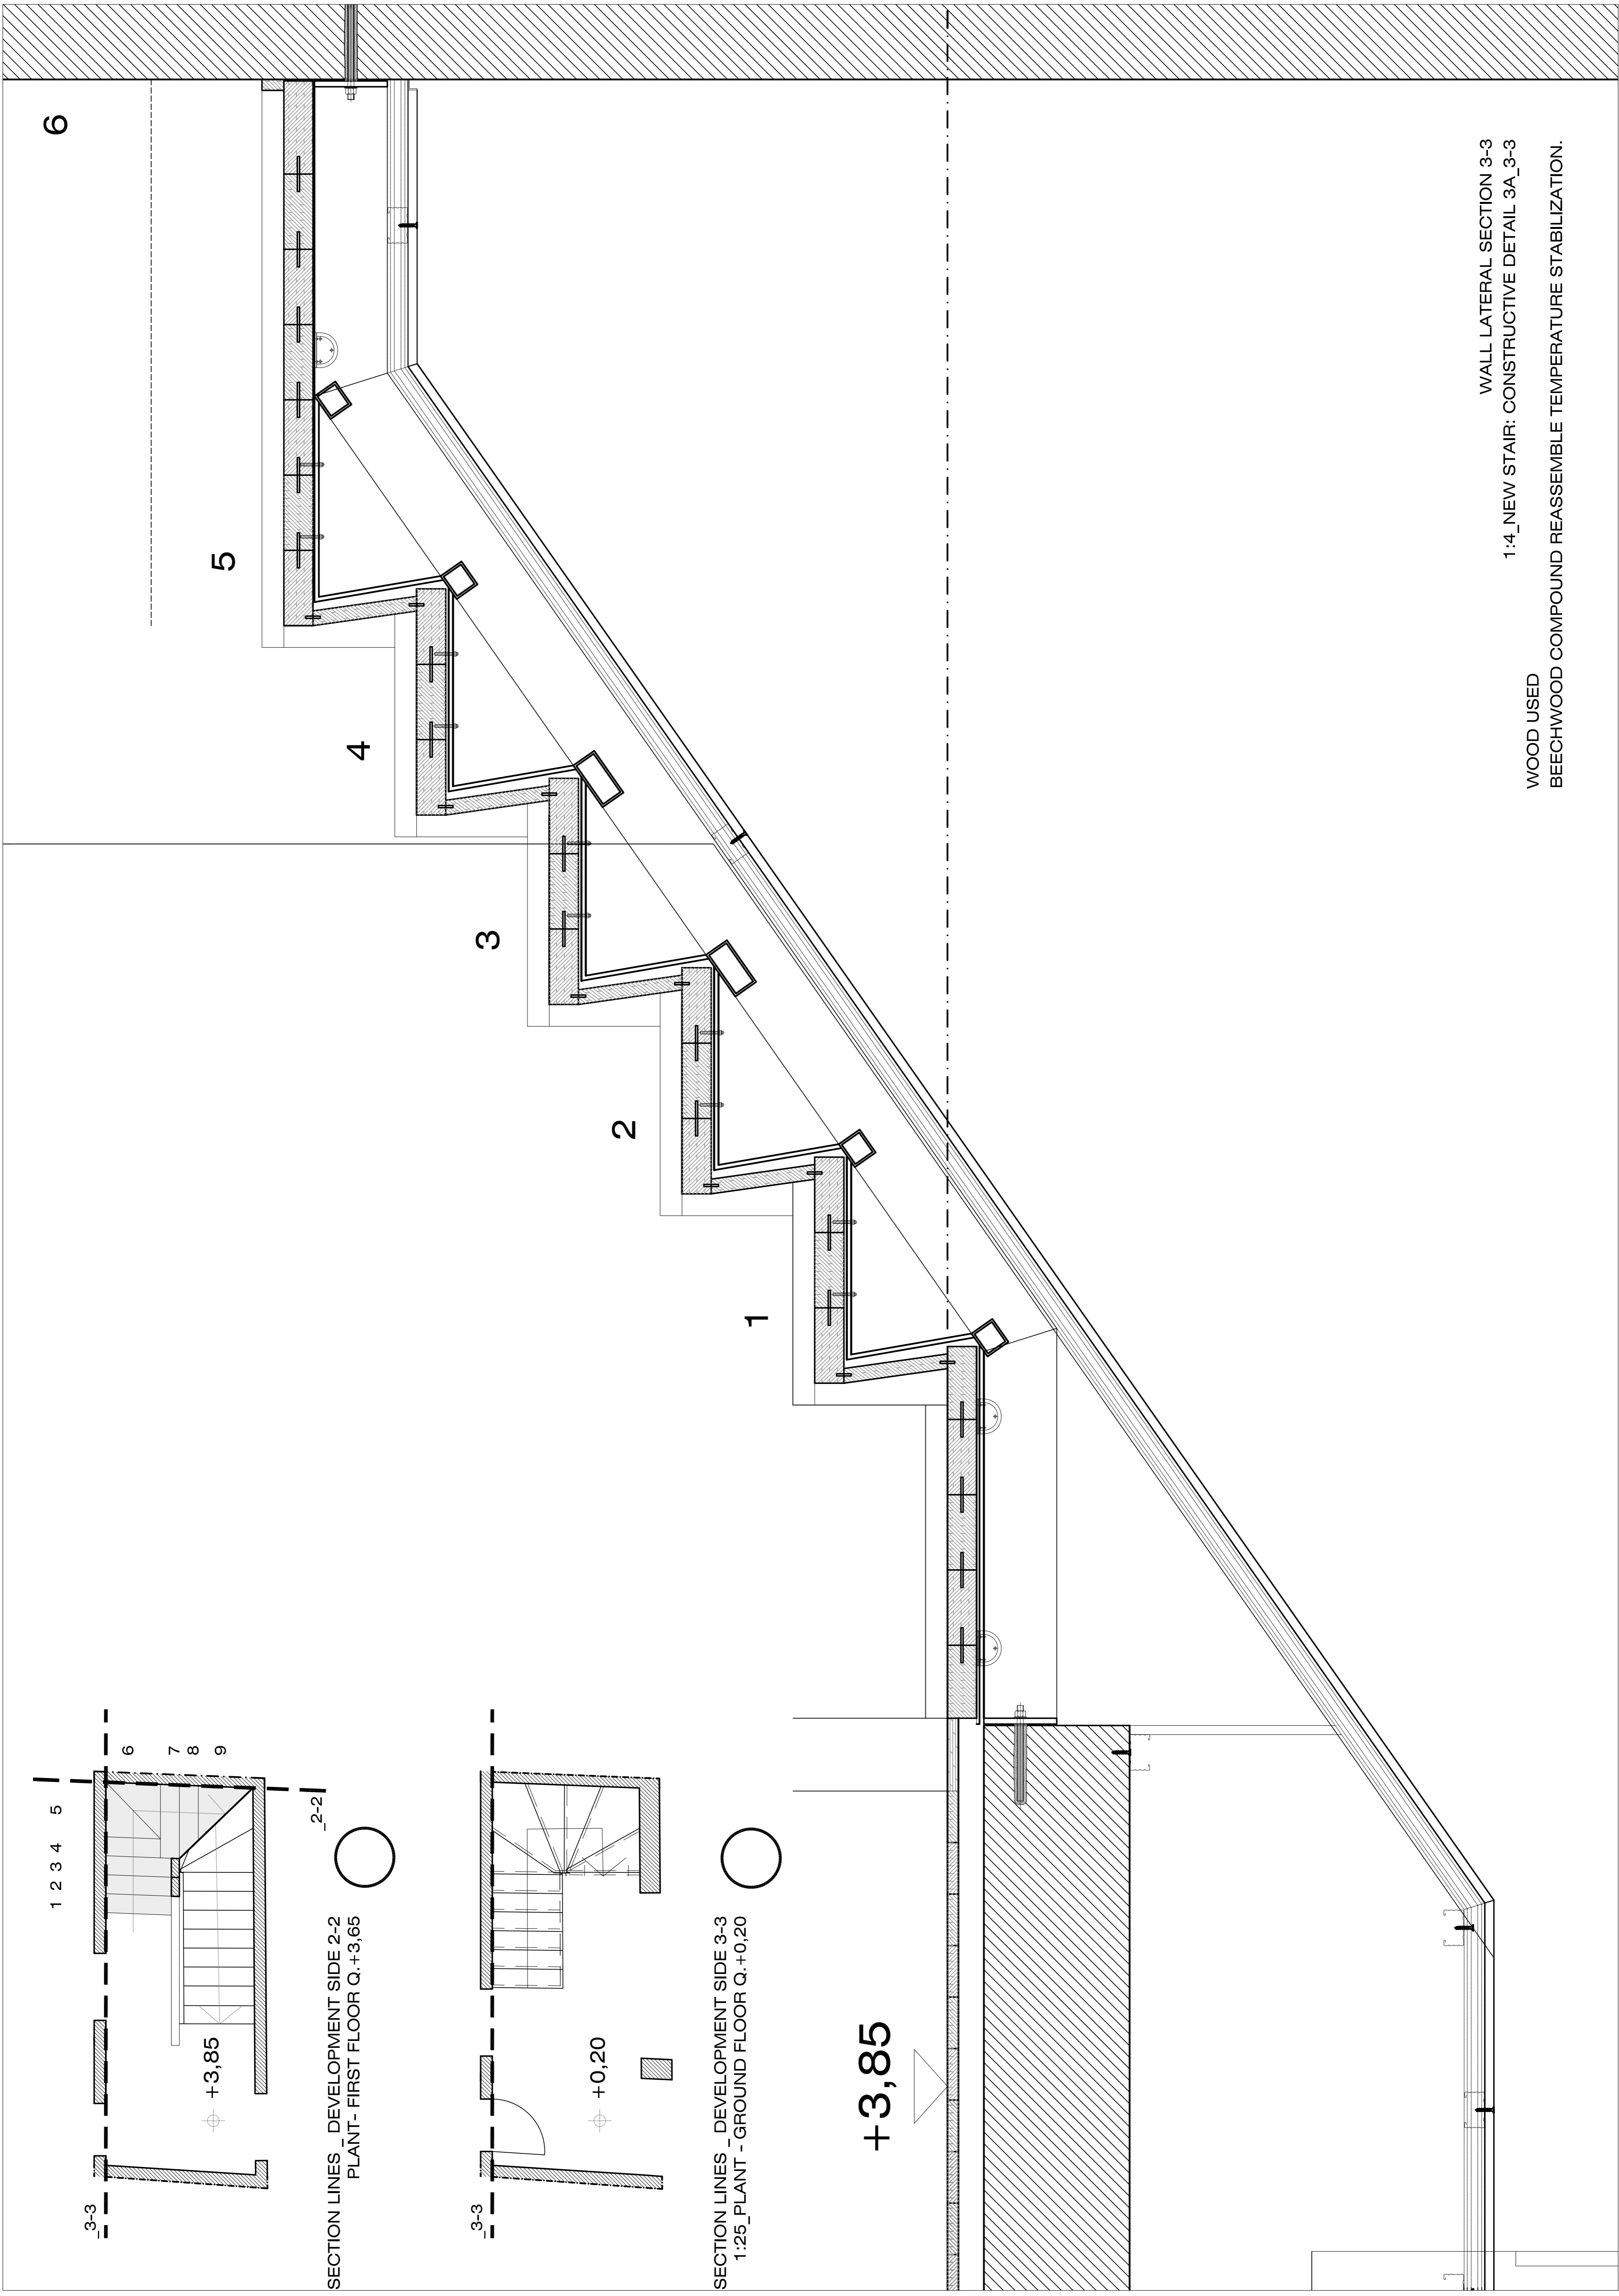 _3-3
1 2 3 4 5
6
7
8
9
_2-2
+3,85
SECTION LINES _ DEVELOPMENT SIDE 2-2
PLANT- FIRST FLOOR Q.+3,65
_3-3
+0,20
SECTION LINES _ DEVELOPMENT SIDE 3-3
1:25_PLANT - GROUND FLOOR Q.+0,20
+3,85
1
2
3
4
5
6
WALL LATERAL SECTION 3-3
1:4_NEW STAIR: CONSTRUCTIVE DETAIL 3A_3-3
WOOD USED
BEECHWOOD COMPOUND REASSEMBLE TEMPERATURE STABILIZATION.